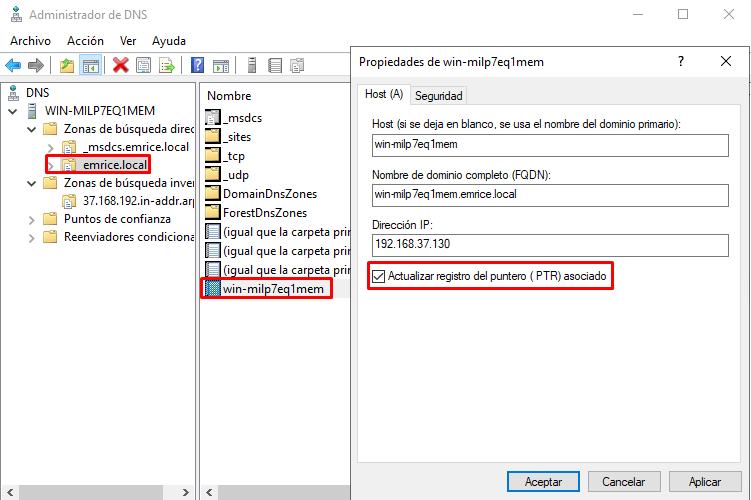 Administrador de DNS
Archivo Acción Ver Ayuda
DNS
WIN-MILP7EQ1MEM
Zonas de búsqueda direc
_msdcs.emrice.local
emrice.local
Zonas de búsqueda inver
37.168.192.in-addr.arp
Puntos de confianza
Reenviadores condiciona
Nombre
_msdcs
_sites
_tcp
_udp
DomainDnsZones
ForestDnsZones
(igual que la carpeta prin
(igual que la carpeta prin
(igual que la carpeta prin
win-milp7eq1mem
Propiedades de win-milp7eq1mem
?
Host (A) Seguridad
Host (si se deja en blanco, se usa el nombre del dominio primario):
win-milp7eq1mem
Nombre de dominio completo (FQDN):
win-milp7eq1mem.emrice.local
Dirección IP:
192.168.37.130
Actualizar registro del puntero ( PTR) asociado
Aceptar Cancelar Aplicar